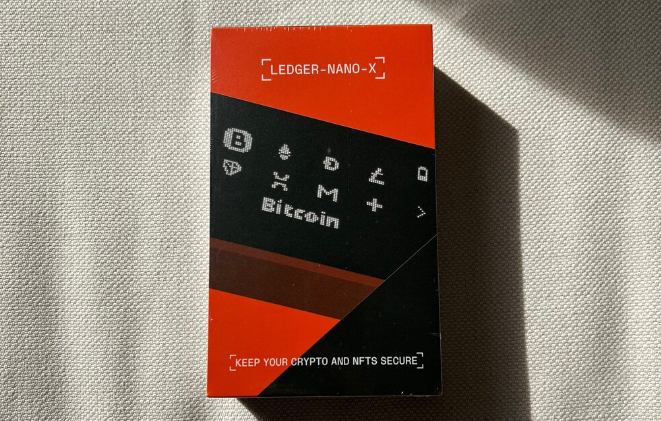 LEDGER-NANO-X
Bitcoin
KEEP YOUR CRYPTO AND NFTS SECURE